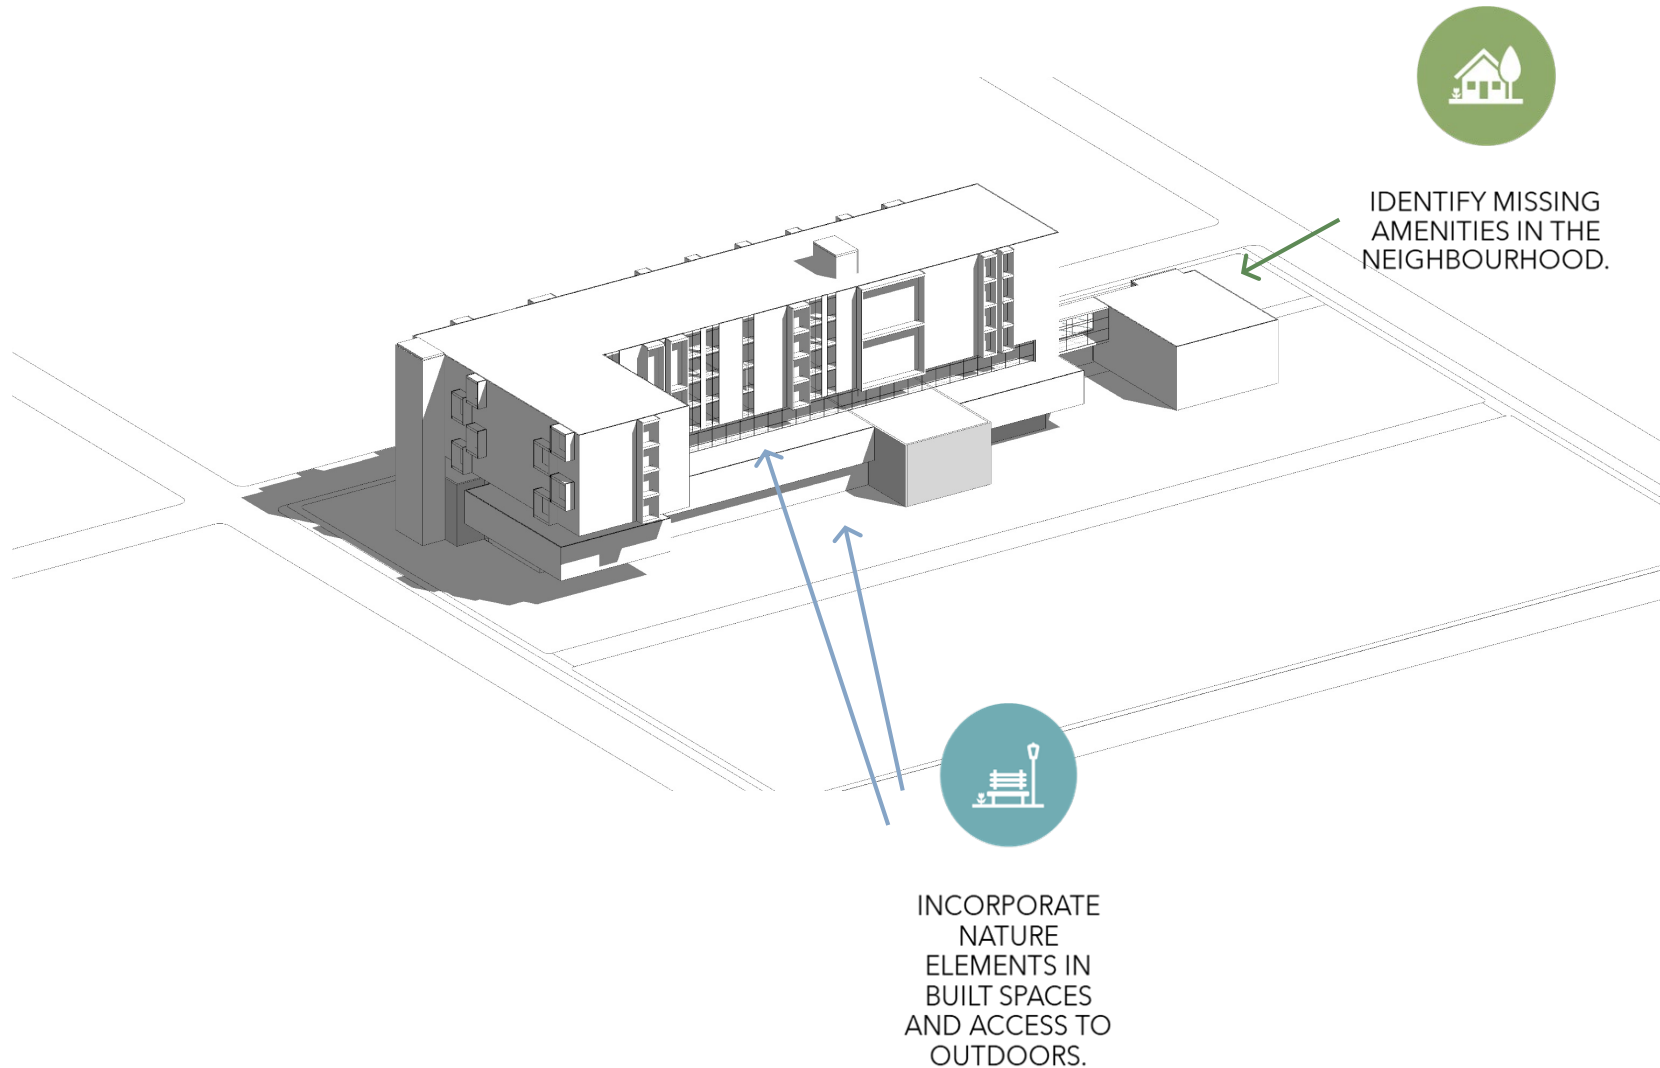 IDENTIFY MISSING
AMENITIES IN THE
NEIGHBOURHOOD.
INCORPORATE
NATURE
ELEMENTS IN
BUILT SPACES
AND ACCESS TO
OUTDOORS.